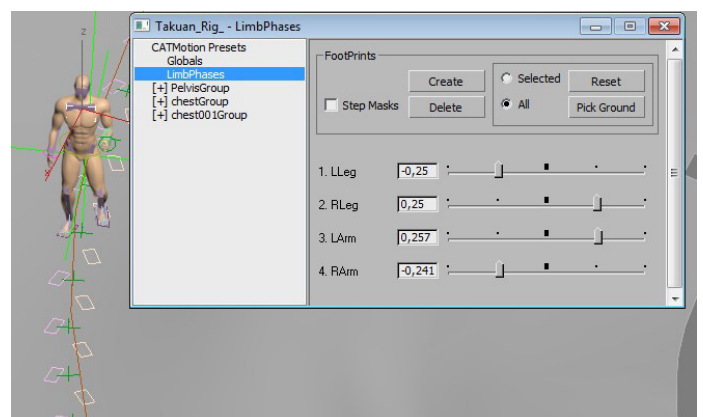 Takuan_Rig_ - LimbPhases
CATMotion Presets
Globals
LimbPhases
[+] PelvisGroup
[+] chestGroup
[+] chest001Group
FootPrints
Create
Selected
Reset
Step Masks
Delete
All
Pick Ground
1. LLeg -0,25
2. RLeg 0,25
3. LArm 0,257
4. RArm -0,241
z
x